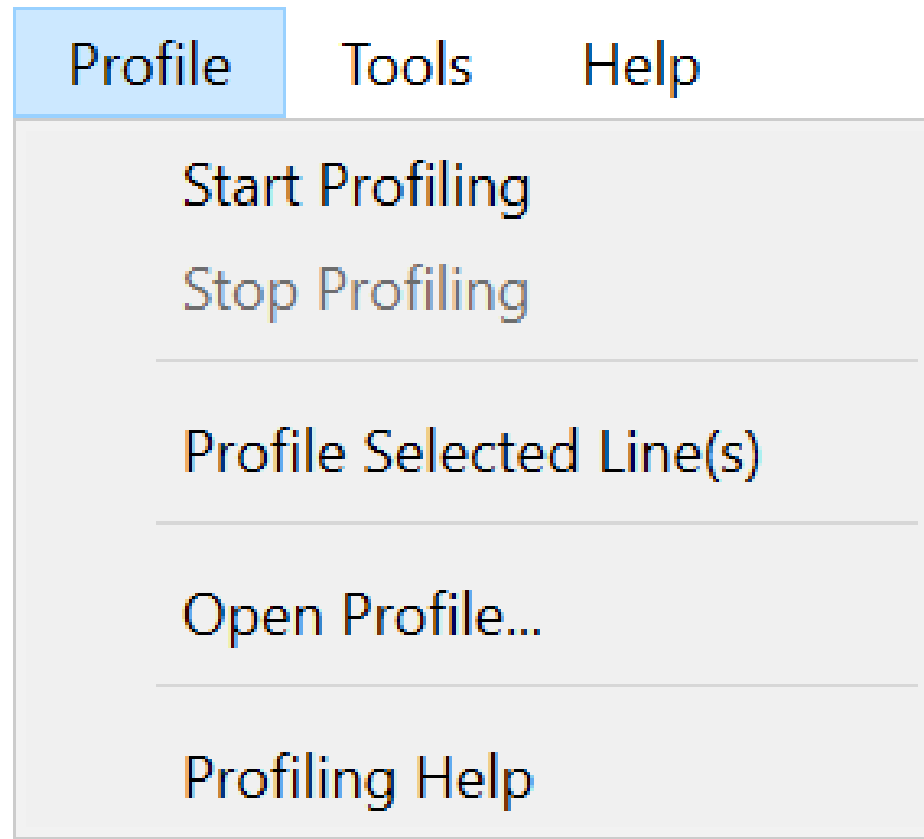 Profile Tools Help
Start Profiling
Stop Profiling
Profile Selected Line(s)
Open Profile...
Profiling Help